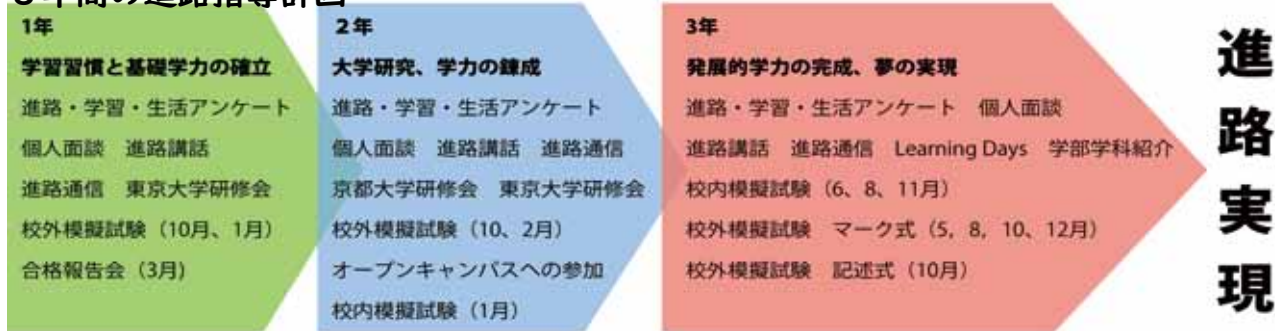 3年間の進路指導計画
1年
学習習慣と基礎学力の確立
進路・学習・生活アンケート
個人面談 進路講話
進路通信 東京大学研修会
校外模擬試験（10月、1月）
合格報告会（3月)
2年
大学研究、学力の錬成
進路・学習・生活アンケート
個人面談 進路講話 進路通信
京都大学研修会 東京大学研修会
校外模擬試験（10、2月）
オープンキャンパスへの参加
校内模擬試験（1月）
3年
発展的学力の完成、夢の実現
進路・学習・生活アンケート 個人面談
進路講話 進路通信 Learning Days 学部学科紹介
校内模擬試験（6、8、11月）
校外模擬試験 マーク式（5, 8, 10、12月）
校外模擬試験 記述式（10月）
進路実現